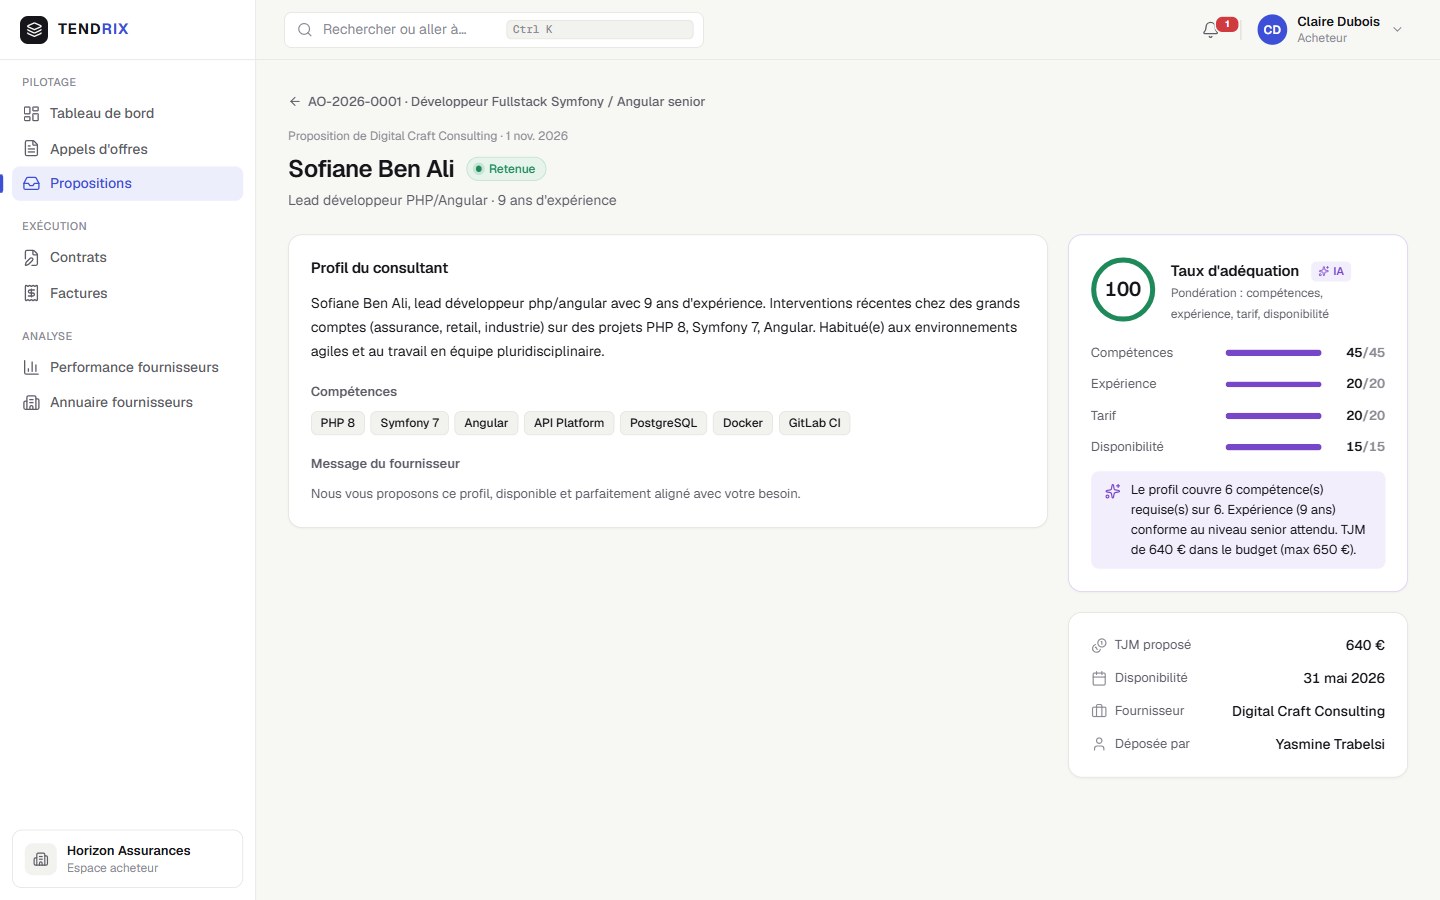 TENDRIX
Rechercher ou aller à...
Ctrl K
1
CD
Claire Dubois
Acheteur
PILOTAGE
Tableau de bord
Appels d'offres
Propositions
EXÉCUTION
Contrats
Factures
ANALYSE
Performance fournisseurs
Annuaire fournisseurs
Horizon Assurances
Espace acheteur
AO-2026-0001 · Développeur Fullstack Symfony / Angular senior
Proposition de Digital Craft Consulting · 1 nov. 2026
Sofiane Ben Ali
Retenue
Lead développeur PHP/Angular · 9 ans d'expérience
Profil du consultant
Sofiane Ben Ali, lead développeur php/angular avec 9 ans d'expérience. Interventions récentes chez des grands
comptes (assurance, retail, industrie) sur des projets PHP 8, Symfony 7, Angular. Habitué(e) aux environnements
agiles et au travail en équipe pluridisciplinaire.
Compétences
PHP 8
Symfony 7
Angular
API Platform
PostgreSQL
Docker
GitLab CI
Message du fournisseur
Nous vous proposons ce profil, disponible et parfaitement aligné avec votre besoin.
100
Taux d'adéquation
IA
Pondération : compétences,
expérience, tarif, disponibilité
Compétences 45/45
Expérience 20/20
Tarif 20/20
Disponibilité 15/15
Le profil couvre 6 compétence(s)
requise(s) sur 6. Expérience (9 ans)
conforme au niveau senior attendu. TJM
de 640 € dans le budget (max 650 €).
TJM proposé 640 €
Disponibilité 31 mai 2026
Fournisseur Digital Craft Consulting
Déposée par Yasmine Trabelsi